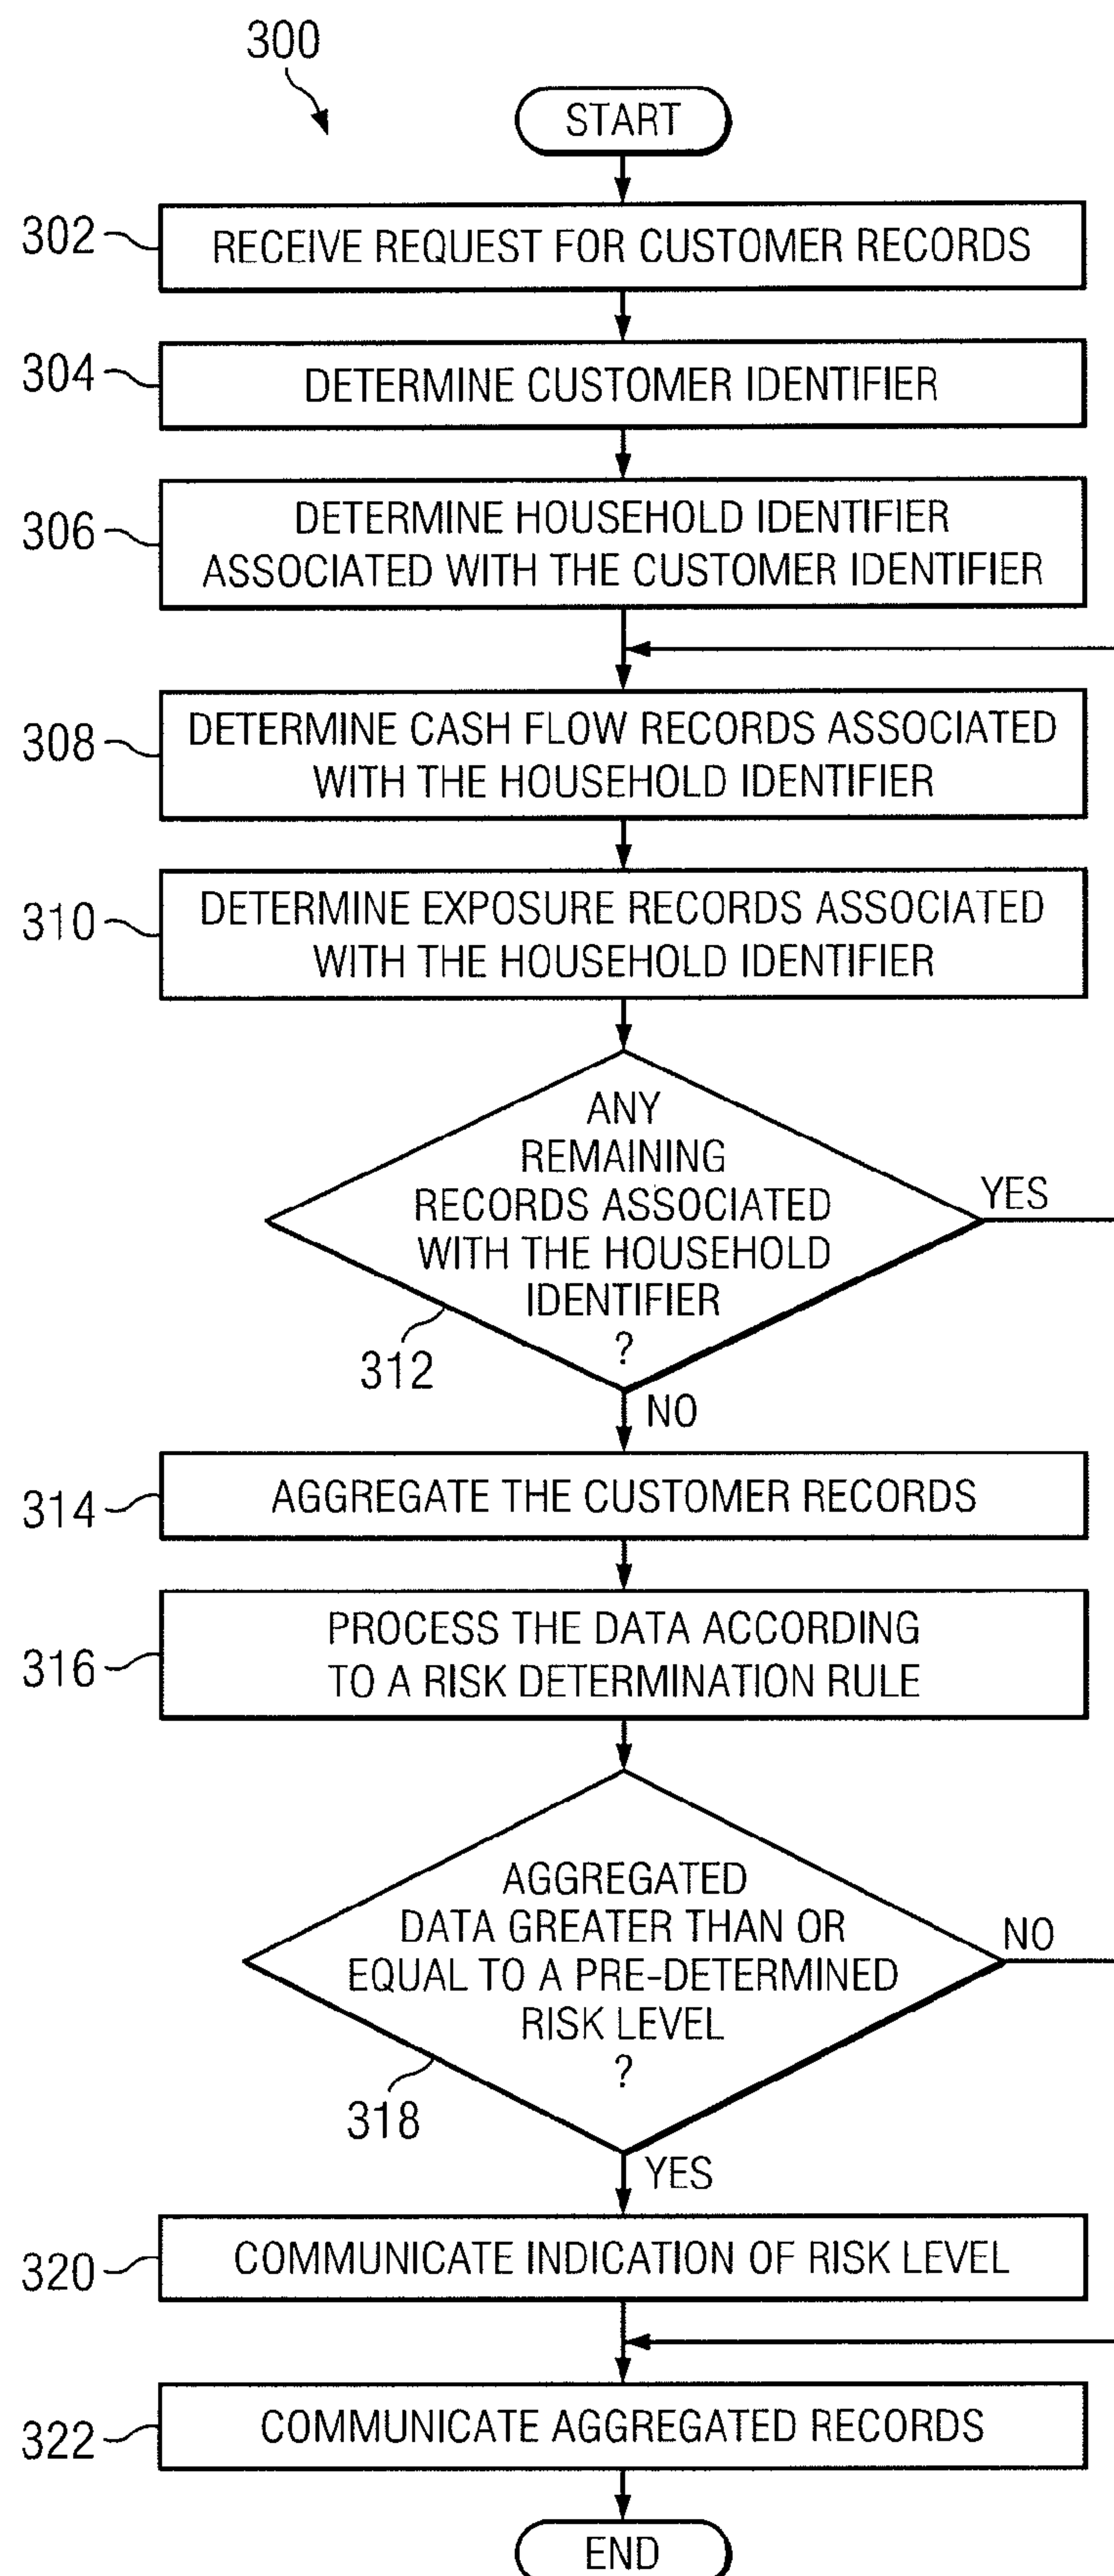 300
START
302
RECEIVE REQUEST FOR CUSTOMER RECORDS
304
DETERMINE CUSTOMER IDENTIFIER
306
DETERMINE HOUSEHOLD IDENTIFIER
ASSOCIATED WITH THE CUSTOMER IDENTIFIER
308
DETERMINE CASH FLOW RECORDS ASSOCIATED
WITH THE HOUSEHOLD IDENTIFIER
310
DETERMINE EXPOSURE RECORDS ASSOCIATED
WITH THE HOUSEHOLD IDENTIFIER
ANY
REMAINING
RECORDS ASSOCIATED
WITH THE HOUSEHOLD
IDENTIFIER
?
YES
312
NO
314
AGGREGATE THE CUSTOMER RECORDS
316
PROCESS THE DATA ACCORDING
TO A RISK DETERMINATION RULE
AGGREGATED
DATA GREATER THAN OR
EQUAL TO A PRE-DETERMINED
RISK LEVEL
?
NO
318
YES
320
COMMUNICATE INDICATION OF RISK LEVEL
322
COMMUNICATE AGGREGATED RECORDS
END